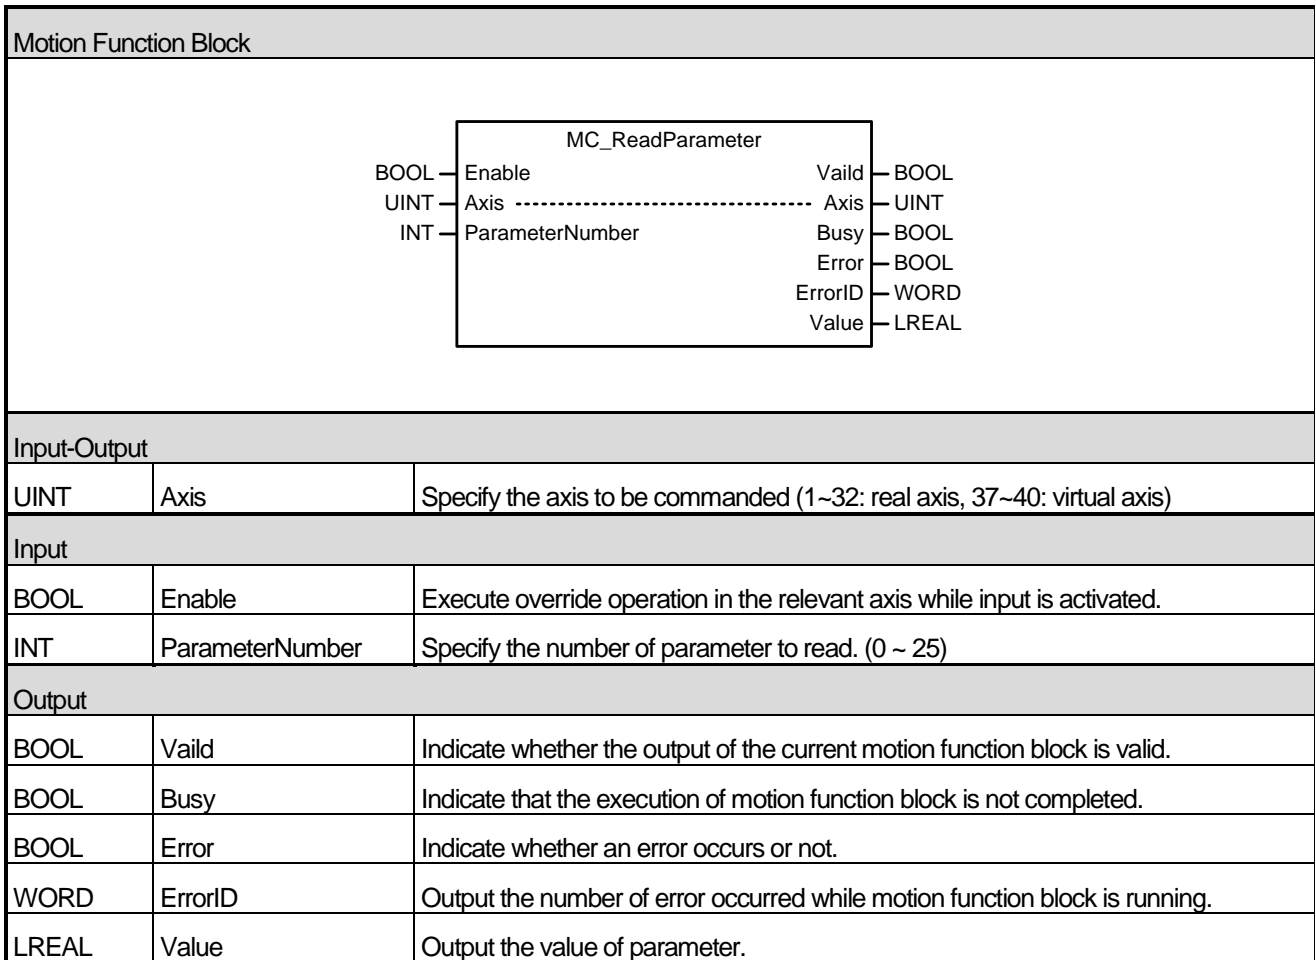 Motion Function Block
MC_ReadParameter
BOOL Enable Vaild BOOL
UINT Axis Axis UINT
INT ParameterNumber Busy BOOL
Error BOOL
ErrorID WORD
Value LREAL
Input-Output
UINT Axis Specify the axis to be commanded (1~32: real axis, 37~40: virtual axis)
Input
BOOL Enable Execute override operation in the relevant axis while input is activated.
INT ParameterNumber Specify the number of parameter to read. (0 ~ 25)
Output
BOOL Vaild Indicate whether the output of the current motion function block is valid.
BOOL Busy Indicate that the execution of motion function block is not completed.
BOOL Error Indicate whether an error occurs or not.
WORD ErrorID Output the number of error occurred while motion function block is running.
LREAL Value Output the value of parameter.